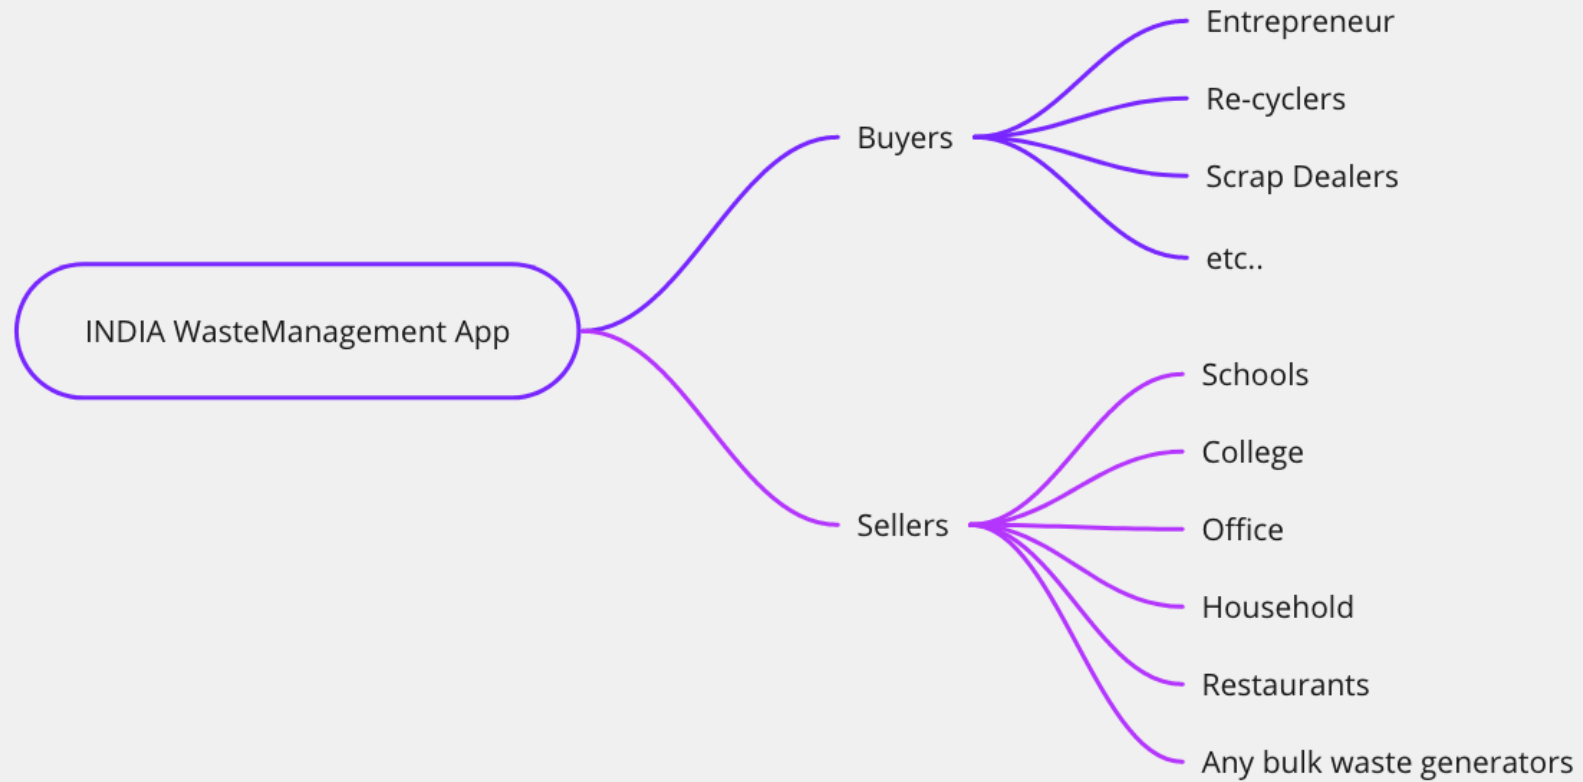 INDIA WasteManagement App
Buyers
Entrepreneur
Re-cyclers
Scrap Dealers
etc..
Sellers
Schools
College
Office
Household
Restaurants
Any bulk waste generators